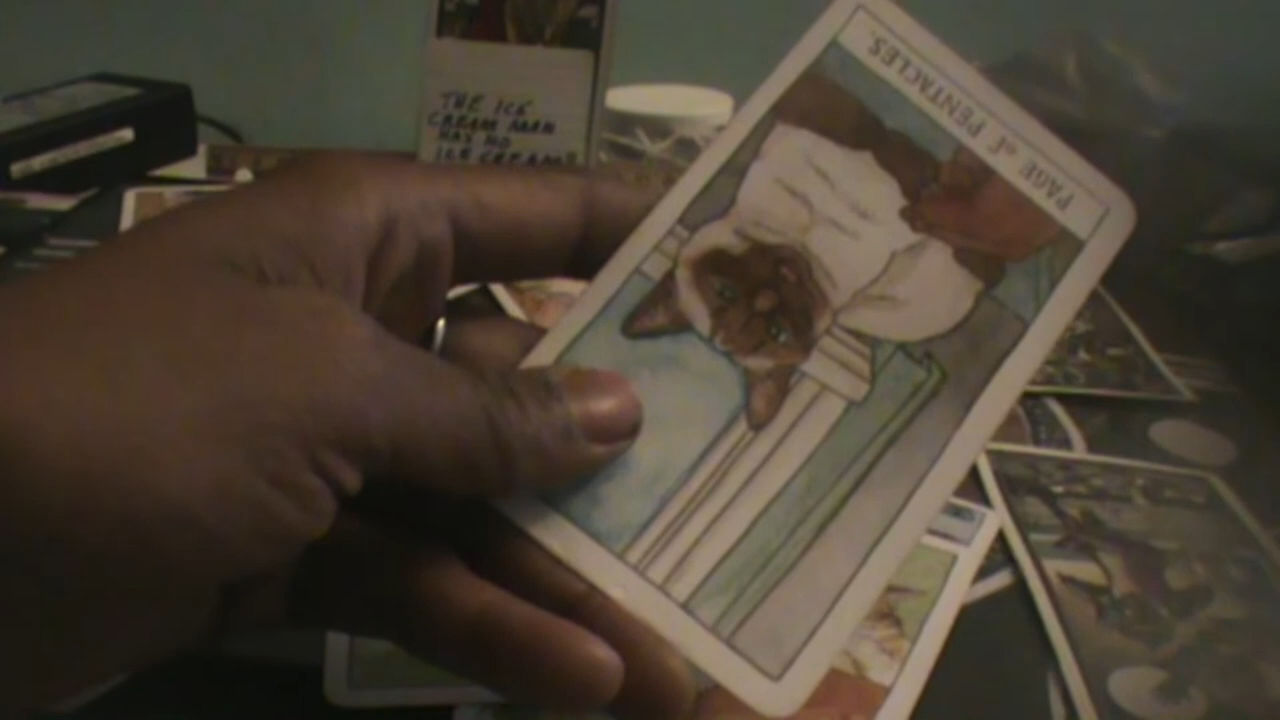 THE ICE
CREAM MAN
HAS NO
ICE CREAM!!
PAGE of PENTACLES.